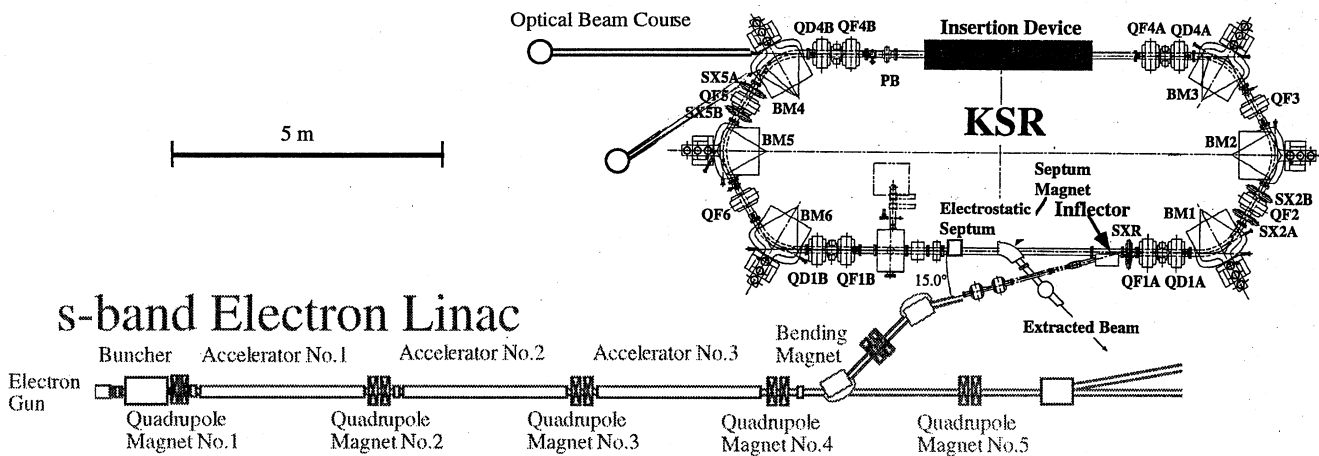 Optical Beam Course
QD4B QF4B
Insertion Device
QF4A QD4A
PB
SX5A
QF5
SX5B
BM4
BM3
QF3
5 m
KSR
BM5
BM2
Septum
Magnet
SX2B
QF2
SX2A
QF6
BM6
Electrostatic
Septum
Inflector
SXR
BM1
QD1B QF1B
15.0°
QF1A QD1A
s-band Electron Linac
Extracted Beam
Bending
Magnet
Buncher
Accelerator No.1
Accelerator No.2
Accelerator No.3
Electron
Gun
Quadrupole
Magnet No.1
Quadrupole
Magnet No.2
Quadrupole
Magnet No.3
Quadrupole
Magnet No.4
Quadrupole
Magnet No.5